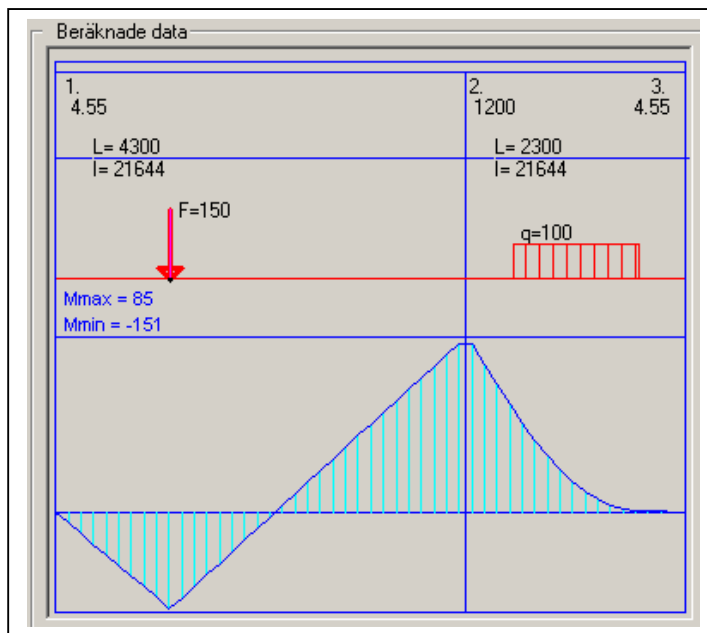 Beräknade data
1.
4.55
2.
1200
3.
4.55
L= 4300
I= 21644
L= 2300
I= 21644
F=150
q=100
Mmax = 85
Mmin = -151